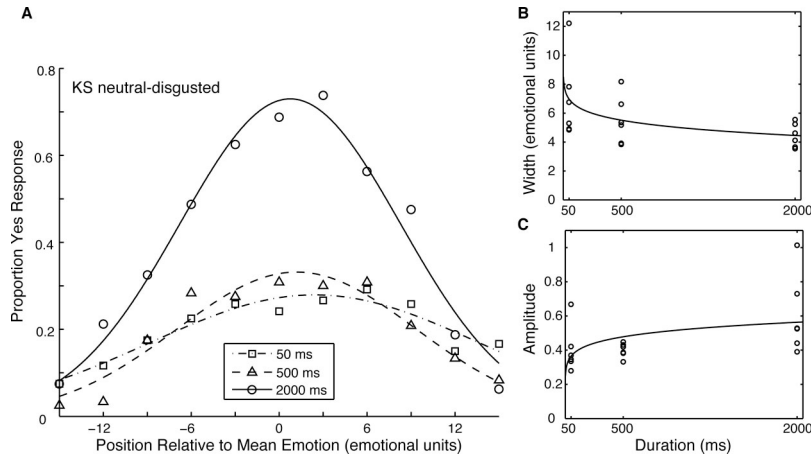 A
KS neutral-disgusted
Proportion Yes Response
0.8
0.6
0.4
0.2
0
50 ms
500 ms
2000 ms
−12
−6
0
6
12
Position Relative to Mean Emotion (emotional units)
B
Width (emotional units)
12
10
8
6
4
2
0
50
500
2000
C
Amplitude
1
0.8
0.6
0.4
0.2
0
50
500
2000
Duration (ms)